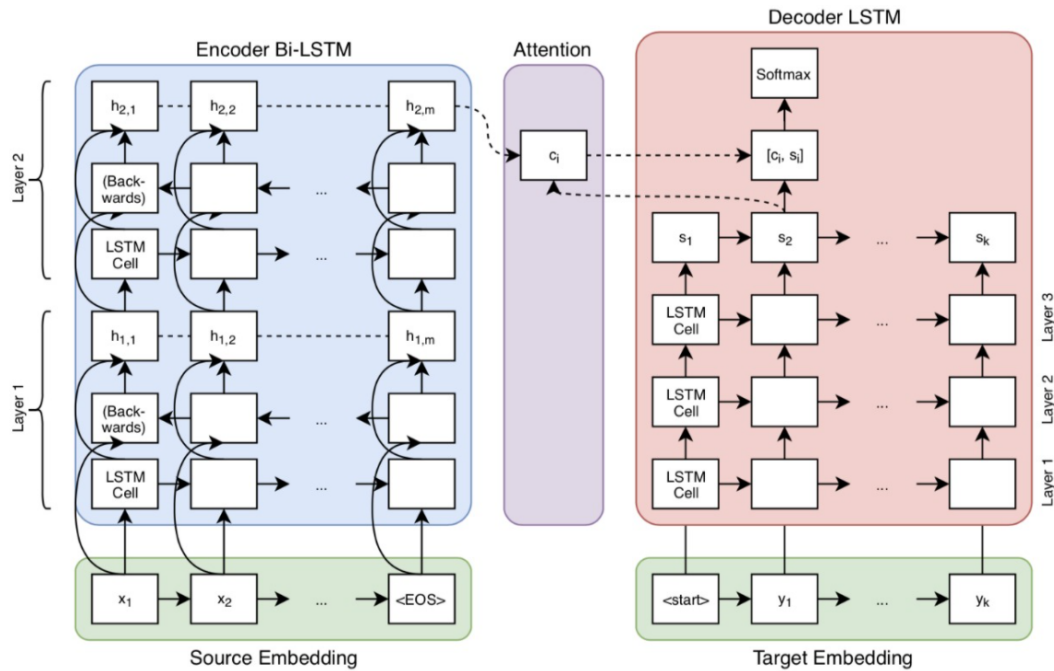 Decoder LSTM
Encoder Bi-LSTM
Attention
Softmax
h2,1
h2,2
h2,m
ci
[ci, si]
Layer 2
(Back-
wards)
...
s1
s2
...
sk
LSTM
Cell
...
h1,1
h1,2
h1,m
LSTM
Cell
...
Layer 3
Layer 1
(Back-
wards)
...
LSTM
Cell
...
Layer 2
LSTM
Cell
...
LSTM
Cell
...
Layer 1
x1
x2
...
<EOS>
<start>
y1
...
yk
Source Embedding
Target Embedding